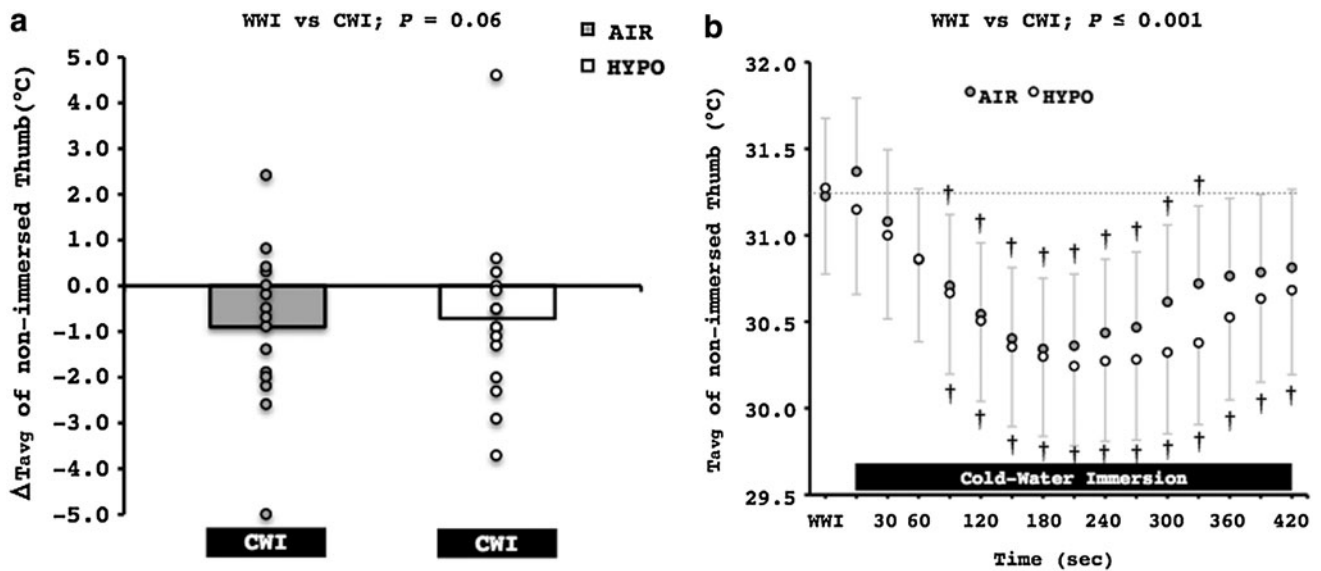 a
WWI vs CWI; P = 0.06
AIR
HYPO
ΔTavg of non-immersed Thumb(°C)
5.0
4.0
3.0
2.0
1.0
0.0
-1.0
-2.0
-3.0
-4.0
-5.0
CWI CWI
b
WWI vs CWI; P ≤ 0.001
AIR HYPO
Tavg of non-immersed Thumb (°C)
32.0
31.5
31.0
30.5
30.0
29.5
† † † † † † † † †
† † † † † † † † † † † †
Cold-Water Immersion
WWI 30 60 120 180 240 300 360 420
Time (sec)